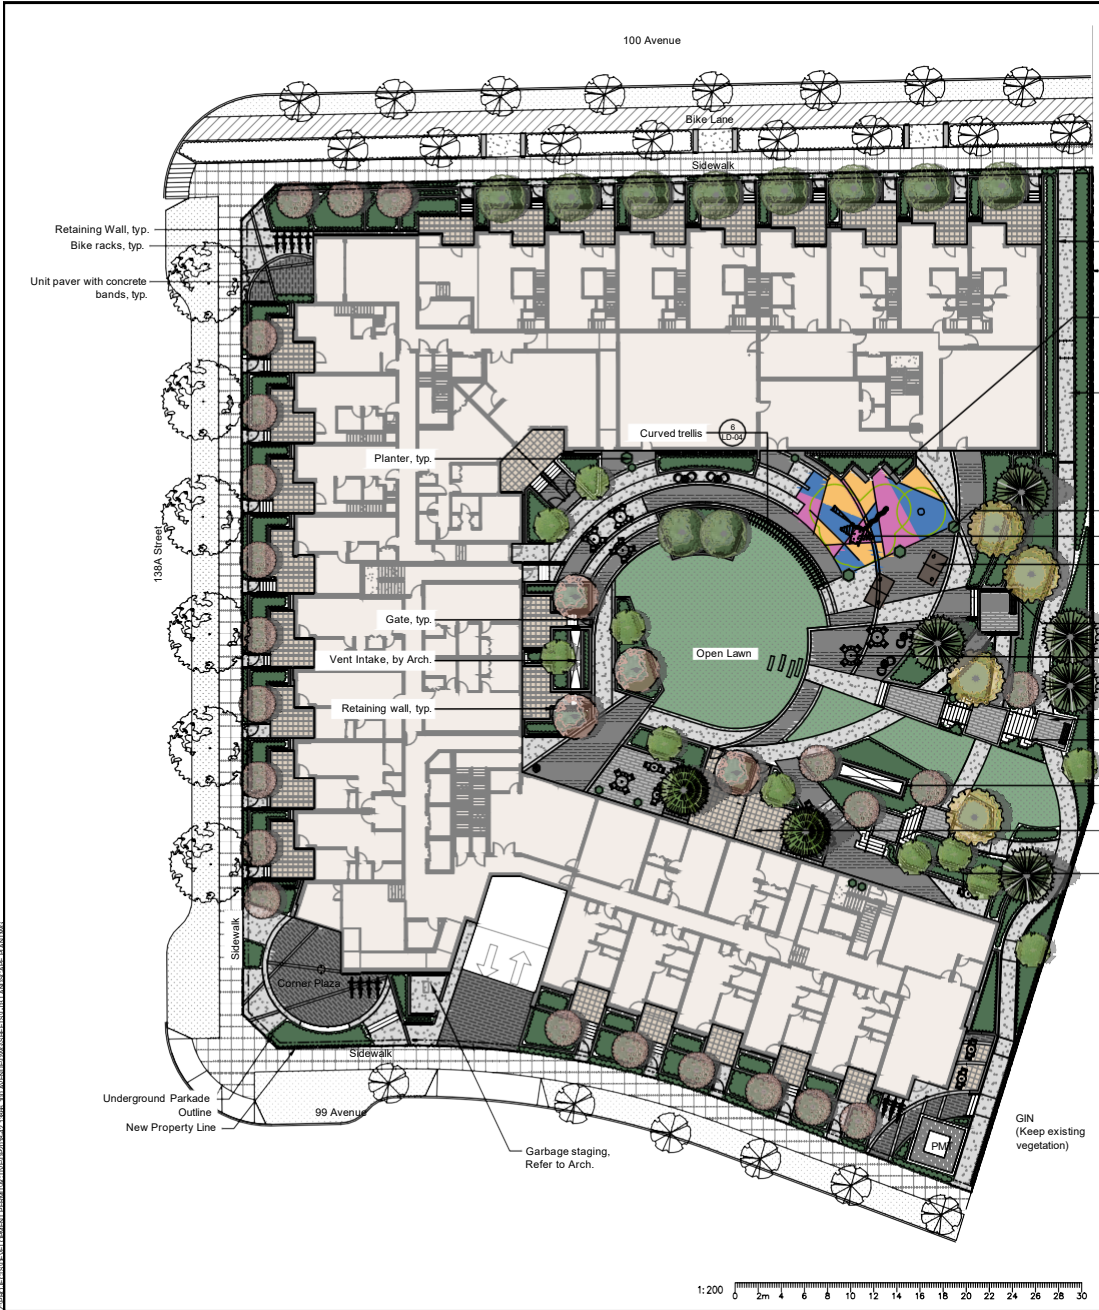 100 Avenue
Bike Lane
Sidewalk
Retaining Wall, typ.
Bike racks, typ.
Unit paver with concrete
bands, typ.
Curved trellis
6
LD-04
Planter, typ.
138A Street
Gate, typ.
Vent Intake, by Arch.
Open Lawn
Retaining wall, typ.
Sidewalk
Corner Plaza
Sidewalk
Underground Parkade
Outline
New Property Line
99 Avenue
Garbage staging,
Refer to Arch.
PMT
GIN
(Keep existing
vegetation)
1:200
0 2m 4 6 8 10 12 14 16 18 20 22 24 26 28 30